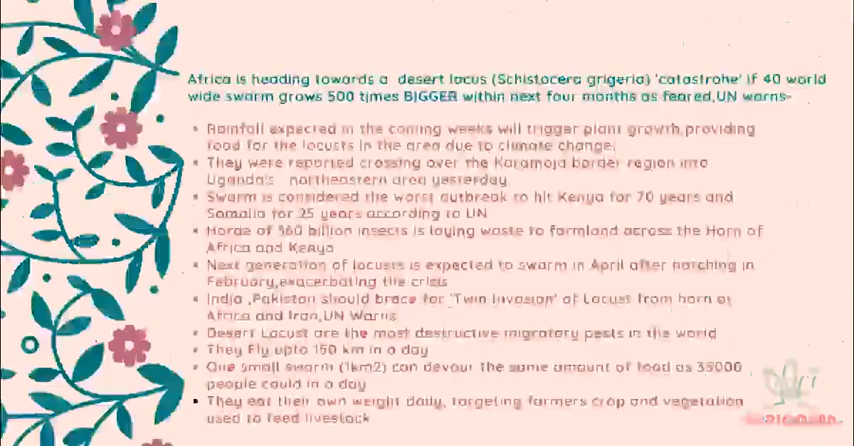 Africa is heading towards a desert locus (Schistocera grigeria) 'catastrohe' if 40 world
wide swarm grows 500 times BIGGER within next four months as feared,UN warns-
• Rainfall expected in the coming weeks will trigger plant growth,providing
food for the locusts in the area due to climate change.
• They were reported crossing over the Karamoja border region into
Uganda's northeastern area yesterday.
• Swarm is considered the worst outbreak to hit Kenya for 70 years and
Somalia for 25 years according to UN
• Horde of 360 billion insects is laying waste to farmland across the Horn of
Africa and Kenya
• Next generation of locusts is expected to swarm in April after hatching in
February,exacerbating the crisis
• India ,Pakistan should brace for 'Twin Invasion' of Locust from horn of
Africa and Iran,UN Warns
• Desert Locust are the most destructive migratory pests in the world
• They Fly upto 150 km in a day
• One small swarm (1km2) can devour the same amount of food as 35000
people could in a day
• They eat their own weight daily, targeting farmers crop and vegetation
used to feed livestock